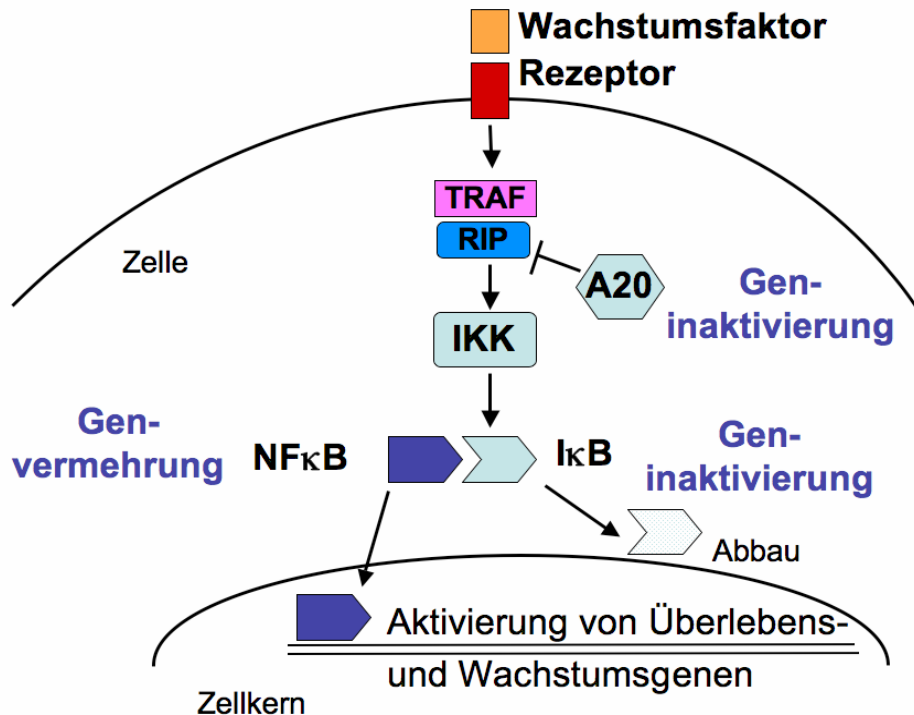 Wachstumsfaktor
Rezeptor
TRAF
RIP
Zelle
A20
Gen-
inaktivierung
IKK
Gen-
vermehrung
NFκB
IκB
Gen-
inaktivierung
Abbau
Aktivierung von Überlebens-
und Wachstumsgenen
Zellkern